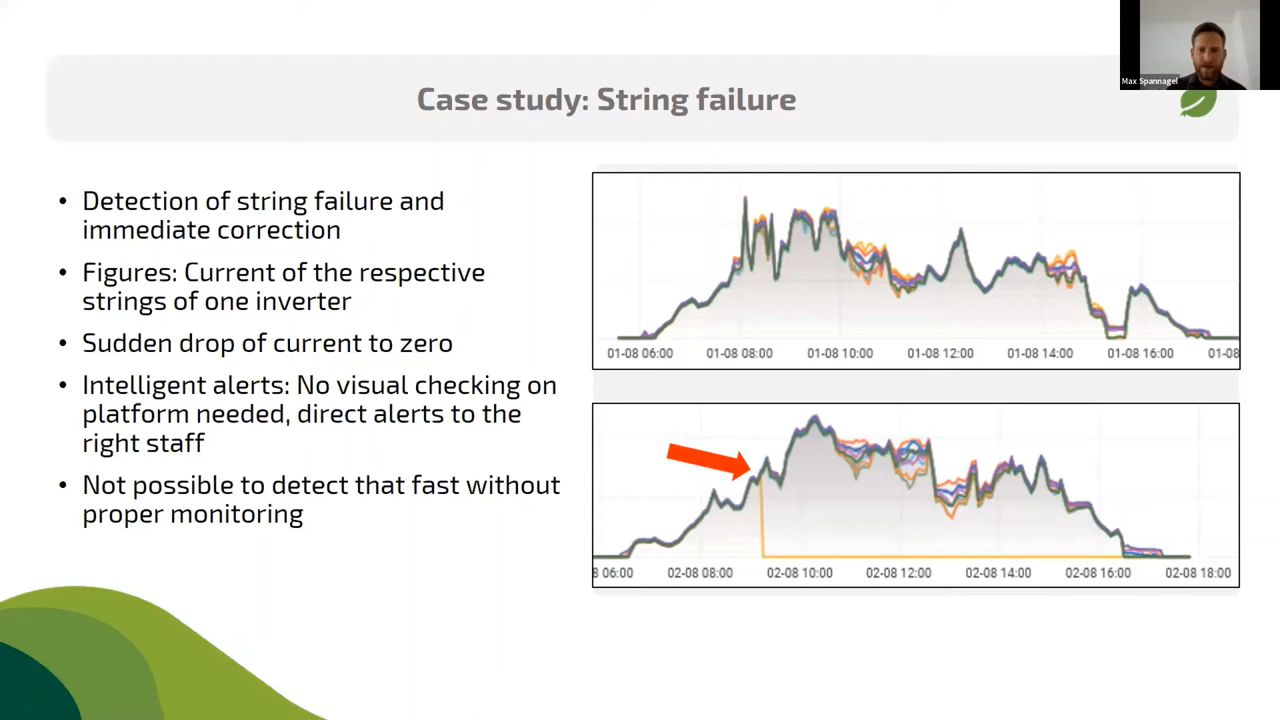 Max Spannagel
Case study: String failure
• Detection of string failure and
immediate correction
• Figures: Current of the respective
strings of one inverter
• Sudden drop of current to zero
• Intelligent alerts: No visual checking on
platform needed, direct alerts to the
right staff
• Not possible to detect that fast without
proper monitoring
01-08 06:00 01-08 08:00 01-08 10:00 01-08 12:00 01-08 14:00 01-08 16:00 01-08
8 06:00 02-08 08:00 02-08 10:00 02-08 12:00 02-08 14:00 02-08 16:00 02-08 18:00